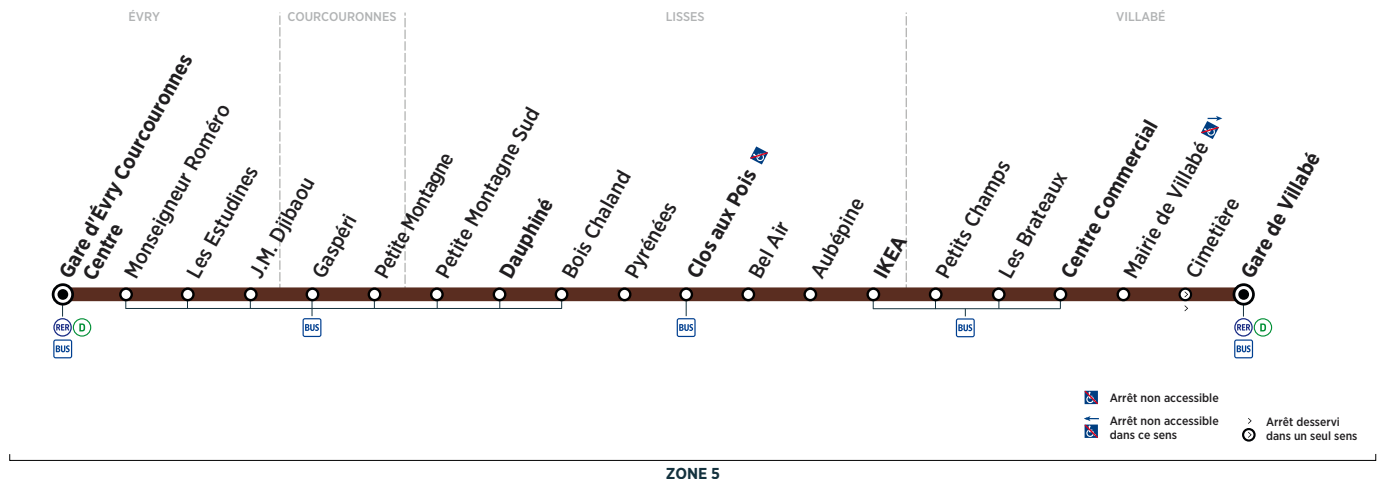 ÉVRY
COURCOURONNES
LISSES
VILLABÉ
Gare d'Évry Courcouronnes
Centre
Monseigneur Roméro
Les Estudines
J.M. Djibaou
Gaspéri
Petite Montagne
Petite Montagne Sud
Dauphiné
Bois Chaland
Pyrénées
Clos aux Pois
Bel Air
Aubépine
IKEA
Petits Champs
Les Brateaux
Centre Commercial
Mairie de Villabé
Cimetière
Gare de Villabé
RER D
BUS
BUS
BUS
BUS
RER D
BUS
Arrêt non accessible
Arrêt non accessible
dans ce sens
Arrêt desservi
dans un seul sens
ZONE 5